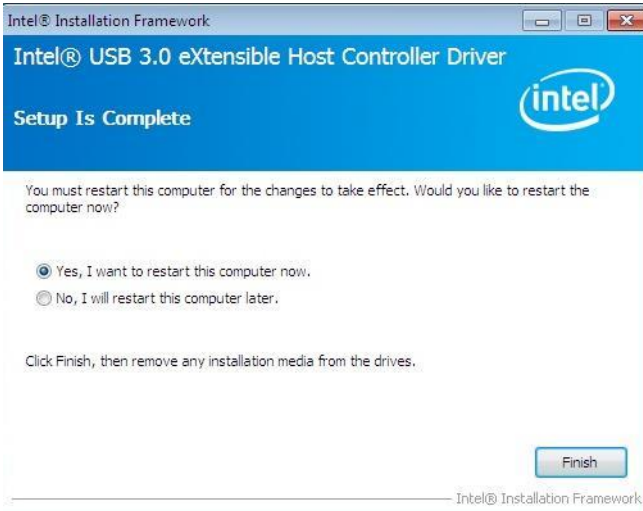 Intel® Installation Framework
Intel® USB 3.0 eXtensible Host Controller Driver
intel
Setup Is Complete
You must restart this computer for the changes to take effect. Would you like to restart the
computer now?
Yes, I want to restart this computer now.
No, I will restart this computer later.
Click Finish, then remove any installation media from the drives.
Finish
Intel® Installation Framework